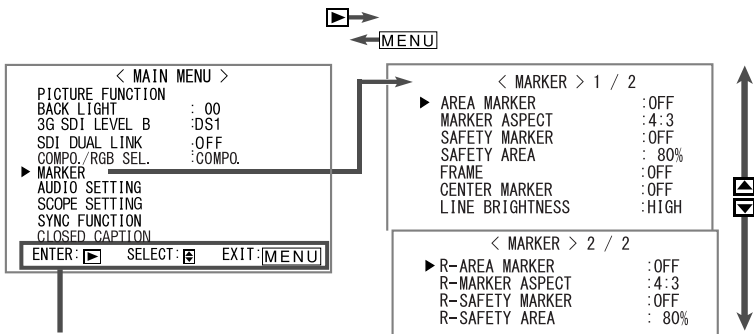 MENU
< MAIN MENU >
PICTURE FUNCTION
BACK LIGHT : 00
3G SDI LEVEL B :DS1
SDI DUAL LINK :OFF
COMPO./RGB SEL. :COMPO.
MARKER
AUDIO SETTING
SCOPE SETTING
SYNC FUNCTION
CLOSED CAPTION
ENTER: SELECT: EXIT: MENU
< MARKER > 1 / 2
AREA MARKER :OFF
MARKER ASPECT :4:3
SAFETY MARKER :OFF
SAFETY AREA : 80%
FRAME :OFF
CENTER MARKER :OFF
LINE BRIGHTNESS :HIGH
< MARKER > 2 / 2
R-AREA MARKER :OFF
R-MARKER ASPECT :4:3
R-SAFETY MARKER :OFF
R-SAFETY AREA : 80%